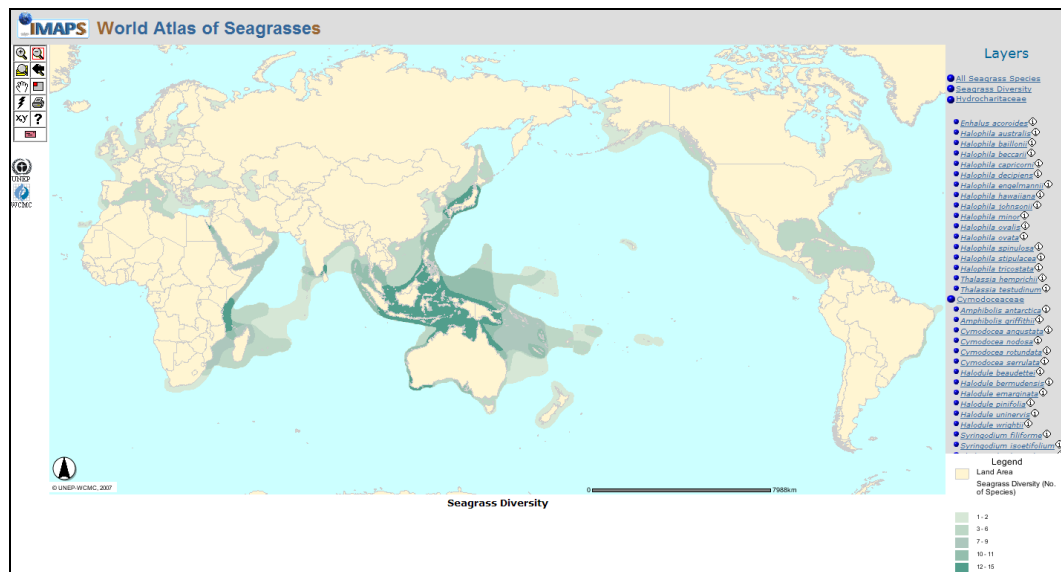 iMAPS World Atlas of Seagrasses
X,Y ?
UNEP
WCMC
Layers
All Seagrass Species
Seagrass Diversity
Hydrocharitaceae
Enhalus acoroides
Halophila australis
Halophila baillonii
Halophila beccarii
Halophila capricorni
Halophila decipiens
Halophila engelmannii
Halophila hawaiiana
Halophila johnsonii
Halophila minor
Halophila ovalis
Halophila ovata
Halophila spinulosa
Halophila stipulacea
Halophila tricostata
Thalassia hemprichii
Thalassia testudinum
Cymodoceaceae
Amphibolis antarctica
Amphibolis griffithii
Cymodocea angustata
Cymodocea nodosa
Cymodocea rotundata
Cymodocea serrulata
Halodule beaudettei
Halodule bermudensis
Halodule emarginata
Halodule pinifolia
Halodule uninervis
Halodule wrightii
Syringodium filiforme
Syringodium isoetifolium
© UNEP-WCMC, 2007
0 7988km
Seagrass Diversity
Legend
Land Area
Seagrass Diversity (No.
of Species)
1 - 2
3 - 6
7 - 9
10 - 11
12 - 15